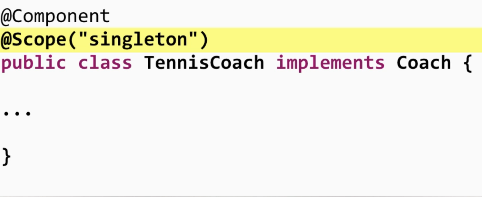 @Component
@Scope("singleton")
public class TennisCoach implements Coach {
...
}